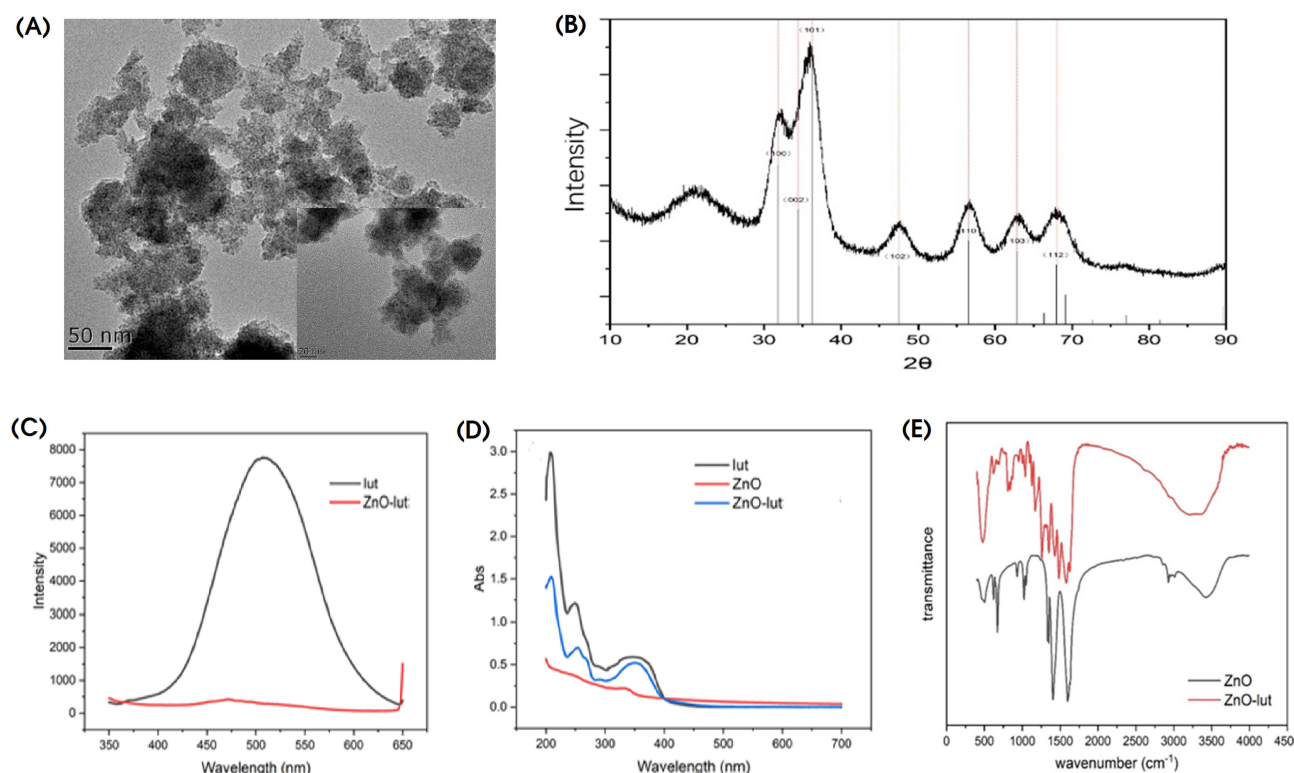 (A)
50 nm
20 nm
(B)
Intensity
(100)
(002)
(101)
(102)
110
(103)
(112)
10 20 30 40 50 60 70 80 90
2θ
(C)
Intensity
8000
7000
6000
5000
4000
3000
2000
1000
0
lut
ZnO-lut
350 400 450 500 550 600 650
Wavelength (nm)
(D)
Abs
3.0
2.5
2.0
1.5
1.0
0.5
0.0
lut
ZnO
ZnO-lut
200 300 400 500 600 700
Wavelength (nm)
(E)
transmittance
ZnO
ZnO-lut
0 500 1000 1500 2000 2500 3000 3500 4000 450
wavenumber (cm⁻¹)